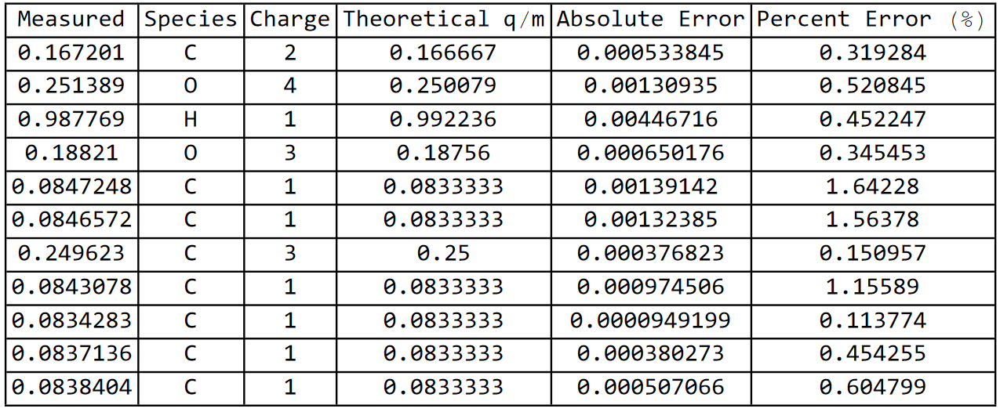 Measured Species Charge Theoretical q/m Absolute Error Percent Error (%)
0.167201 C 2 0.166667 0.000533845 0.319284
0.251389 O 4 0.250079 0.00130935 0.520845
0.987769 H 1 0.992236 0.00446716 0.452247
0.18821 O 3 0.18756 0.000650176 0.345453
0.0847248 C 1 0.0833333 0.00139142 1.64228
0.0846572 C 1 0.0833333 0.00132385 1.56378
0.249623 C 3 0.25 0.000376823 0.150957
0.0843078 C 1 0.0833333 0.000974506 1.15589
0.0834283 C 1 0.0833333 0.0000949199 0.113774
0.0837136 C 1 0.0833333 0.000380273 0.454255
0.0838404 C 1 0.0833333 0.000507066 0.604799